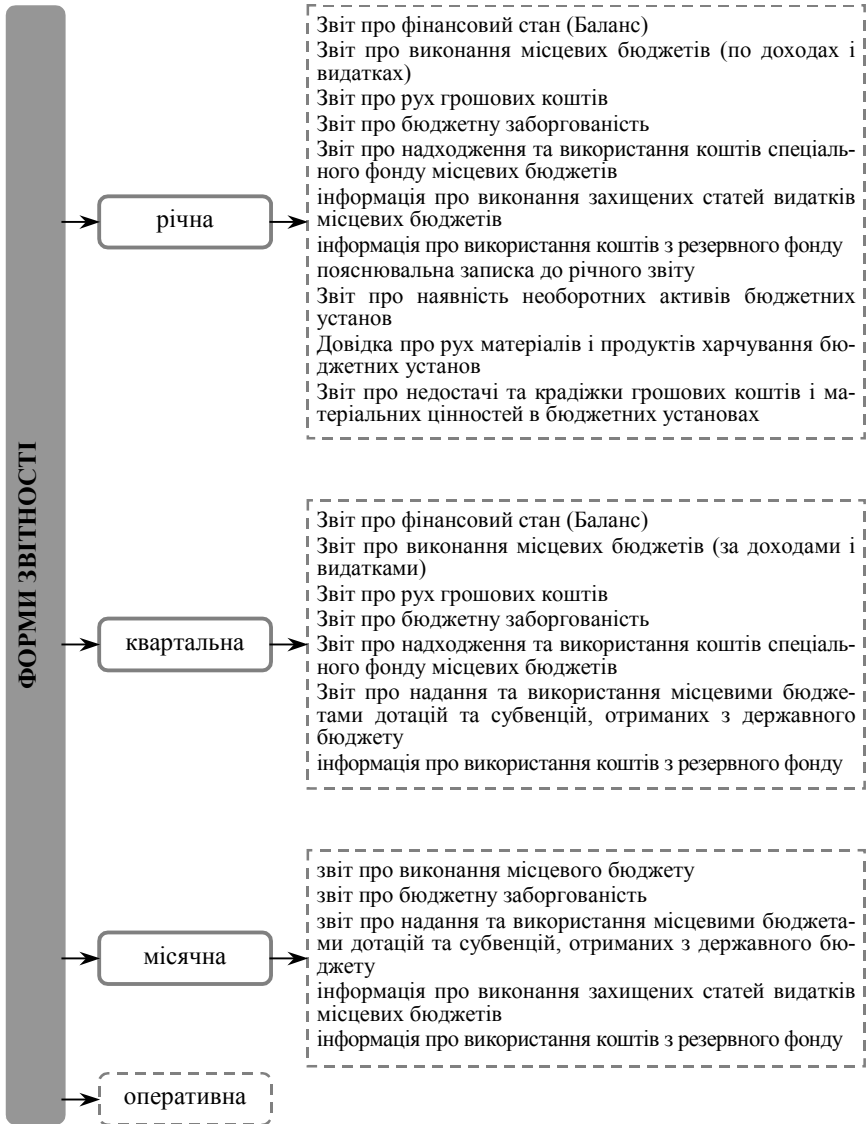 ФОРМИ ЗВІТНОСТІ
річна
Звіт про фінансовий стан (Баланс)
Звіт про виконання місцевих бюджетів (по доходах і
видатках)
Звіт про рух грошових коштів
Звіт про бюджетну заборгованість
Звіт про надходження та використання коштів спеціаль-
ного фонду місцевих бюджетів
інформація про виконання захищених статей видатків
місцевих бюджетів
інформація про використання коштів з резервного фонду
пояснювальна записка до річного звіту
Звіт про наявність необоротних активів бюджетних
установ
Довідка про рух матеріалів і продуктів харчування бю-
джетних установ
Звіт про недостачі та крадіжки грошових коштів і ма-
теріальних цінностей в бюджетних установах
квартальна
Звіт про фінансовий стан (Баланс)
Звіт про виконання місцевих бюджетів (за доходами і
видатками)
Звіт про рух грошових коштів
Звіт про бюджетну заборгованість
Звіт про надходження та використання коштів спеціаль-
ного фонду місцевих бюджетів
Звіт про надання та використання місцевими бюдже-
тами дотацій та субвенцій, отриманих з державного
бюджету
інформація про використання коштів з резервного фонду
місячна
звіт про виконання місцевого бюджету
звіт про бюджетну заборгованість
звіт про надання та використання місцевими бюджета-
ми дотацій та субвенцій, отриманих з державного бю-
джету
інформація про виконання захищених статей видатків
місцевих бюджетів
інформація про використання коштів з резервного фонду
оперативна